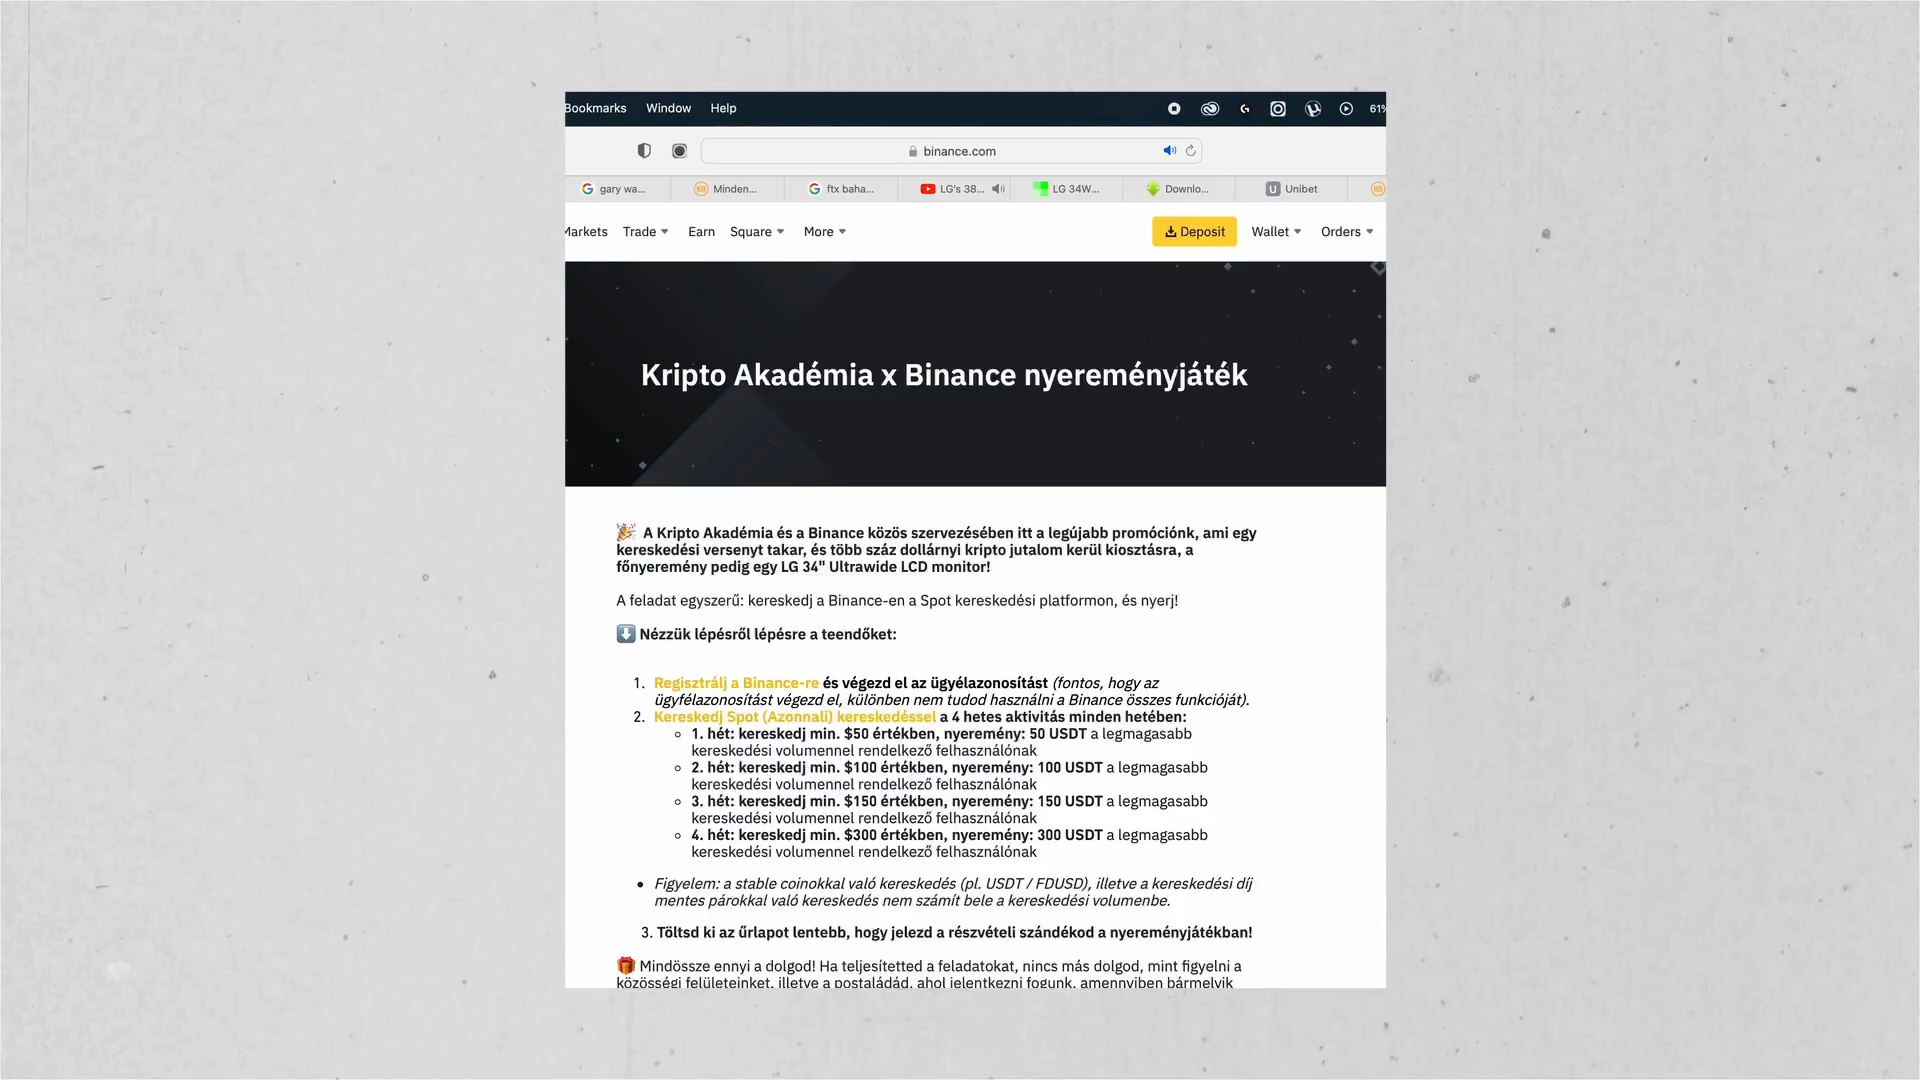 Bookmarks Window Help 61%
binance.com
gary wa... Minden... ftx baha... LG's 38... LG 34W... Downlo... Unibet
Markets Trade Earn Square More Deposit Wallet Orders
Kripto Akadémia x Binance nyereményjáték
A Kripto Akadémia és a Binance közös szervezésében itt a legújabb promóciónk, ami egy
kereskedési versenyt takar, és több száz dollárnyi kripto jutalom kerül kiosztásra, a
főnyeremény pedig egy LG 34" Ultrawide LCD monitor!
A feladat egyszerű: kereskedj a Binance-en a Spot kereskedési platformon, és nyerj!
Nézzük lépésről lépésre a teendőket:
1. Regisztrálj a Binance-re és végezd el az ügyélazonosítást (fontos, hogy az
ügyfélazonosítást végezd el, különben nem tudod használni a Binance összes funkcióját).
2. Kereskedj Spot (Azonnali) kereskedéssel a 4 hetes aktivitás minden hetében:
1. hét: kereskedj min. $50 értékben, nyeremény: 50 USDT a legmagasabb
kereskedési volumennel rendelkező felhasználónak
2. hét: kereskedj min. $100 értékben, nyeremény: 100 USDT a legmagasabb
kereskedési volumennel rendelkező felhasználónak
3. hét: kereskedj min. $150 értékben, nyeremény: 150 USDT a legmagasabb
kereskedési volumennel rendelkező felhasználónak
4. hét: kereskedj min. $300 értékben, nyeremény: 300 USDT a legmagasabb
kereskedési volumennel rendelkező felhasználónak
Figyelem: a stable coinokkal való kereskedés (pl. USDT / FDUSD), illetve a kereskedési díj
mentes párokkal való kereskedés nem számít bele a kereskedési volumenbe.
3. Töltsd ki az űrlapot lentebb, hogy jelezd a részvételi szándékod a nyereményjátékban!
Mindössze ennyi a dolgod! Ha teljesítetted a feladatokat, nincs más dolgod, mint figyelni a
közösségi felületeinket, illetve a postaládád, ahol jelentkezni fogunk, amennyiben bármelyik